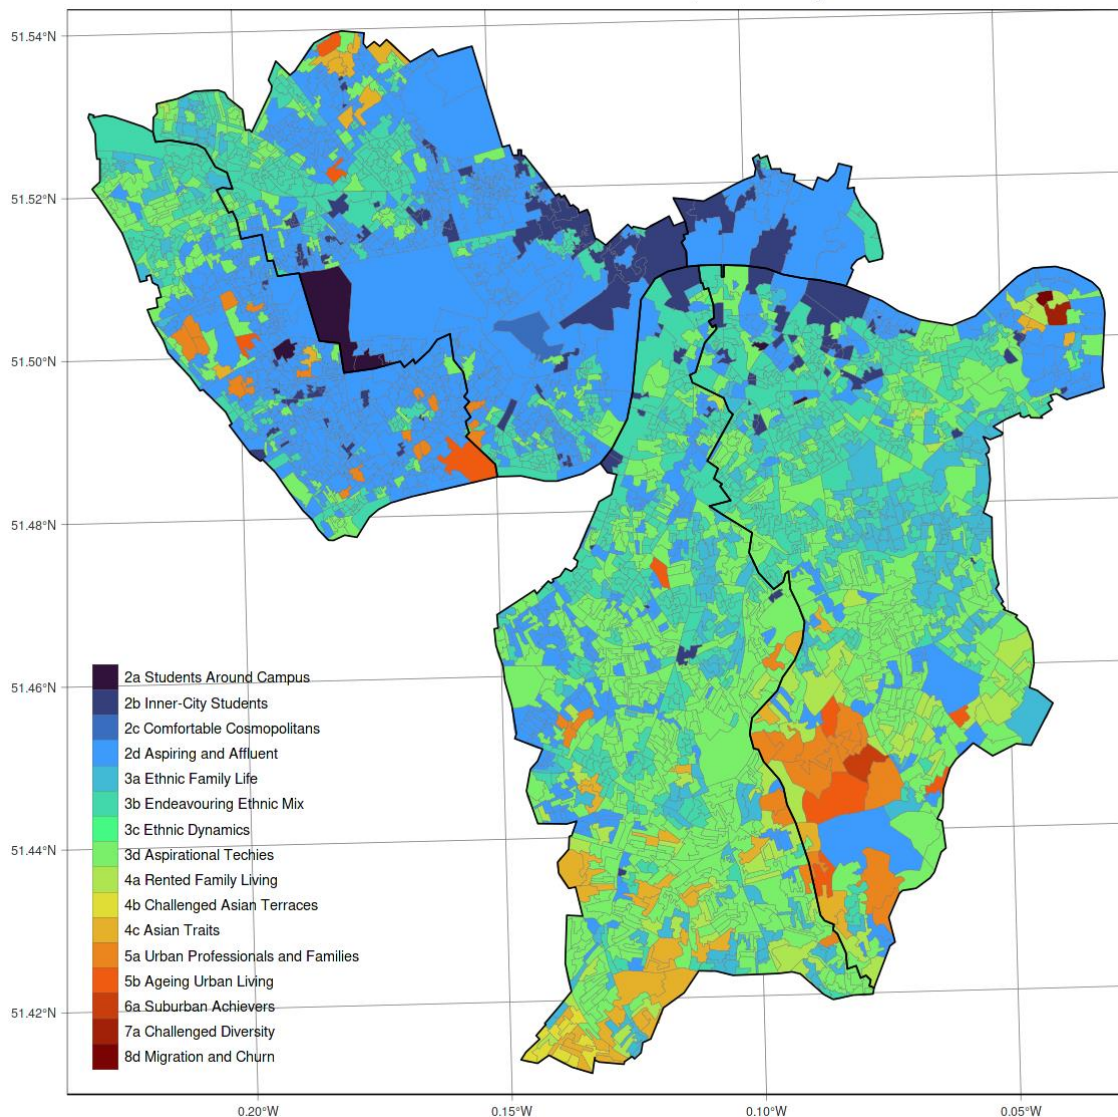 51.54°N
51.52°N
51.50°N
51.48°N
51.46°N
51.44°N
51.42°N
2a Students Around Campus
2b Inner-City Students
2c Comfortable Cosmopolitans
2d Aspiring and Affluent
3a Ethnic Family Life
3b Endeavouring Ethnic Mix
3c Ethnic Dynamics
3d Aspirational Techies
4a Rented Family Living
4b Challenged Asian Terraces
4c Asian Traits
5a Urban Professionals and Families
5b Ageing Urban Living
6a Suburban Achievers
7a Challenged Diversity
8d Migration and Churn
0.20°W 0.15°W 0.10°W 0.05°W